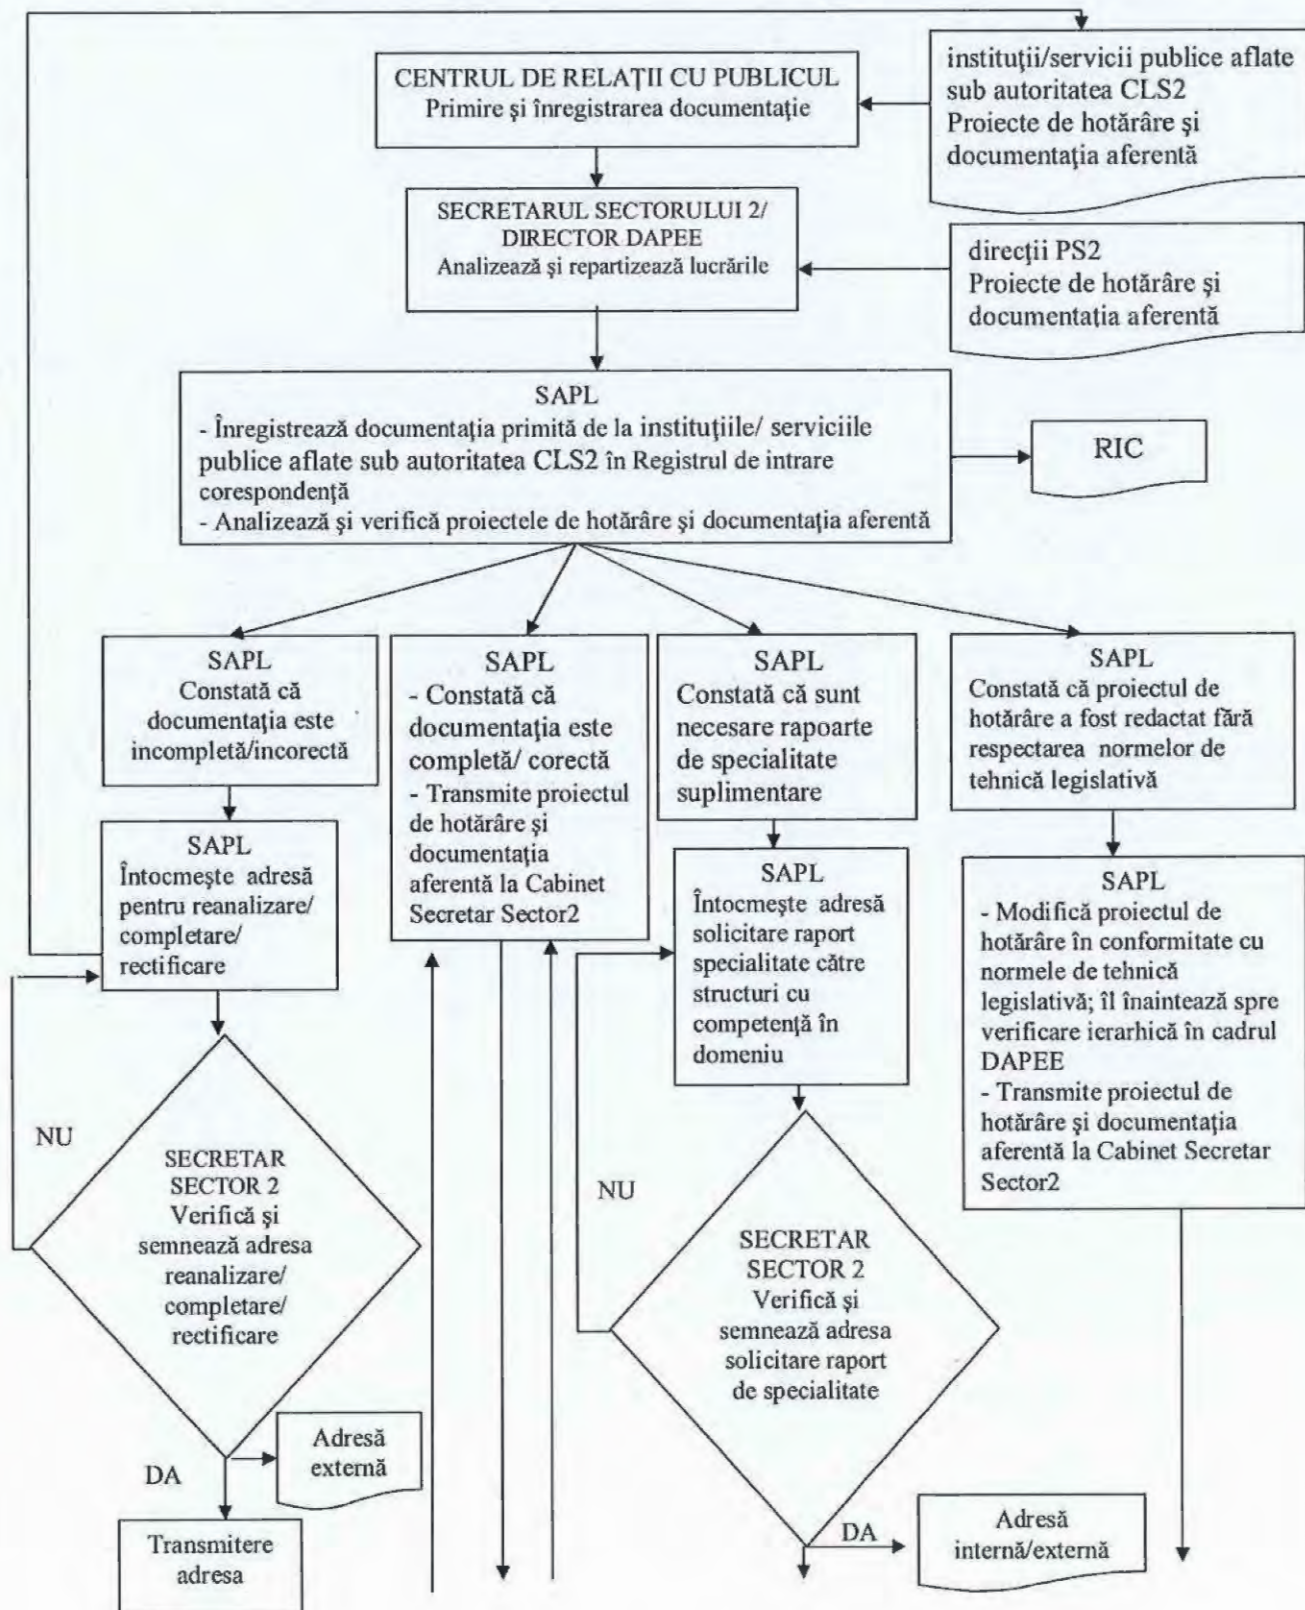 CENTRUL DE RELAŢII CU PUBLICUL
Primire şi înregistrarea documentaţie
instituţii/servicii publice aflate
sub autoritatea CLS2
Proiecte de hotărâre şi
documentaţia aferentă
SECRETARUL SECTORULUI 2/
DIRECTOR DAPEE
Analizează şi repartizează lucrările
direcţii PS2
Proiecte de hotărâre şi
documentaţia aferentă
SAPL
- Înregistrează documentaţia primită de la instituţiile/ serviciile
publice aflate sub autoritatea CLS2 în Registrul de intrare
corespondenţă
- Analizează şi verifică proiectele de hotărâre şi documentaţia aferentă
RIC
SAPL
Constată că
documentaţia este
incompletă/incorectă
SAPL
- Constată că
documentaţia este
completă/ corectă
- Transmite proiectul
de hotărâre şi
documentaţia
aferentă la Cabinet
Secretar Sector2
SAPL
Constată că sunt
necesare rapoarte
de specialitate
suplimentare
SAPL
Constată că proiectul de
hotărâre a fost redactat fără
respectarea normelor de
tehnică legislativă
SAPL
Întocmeşte adresă
pentru reanalizare/
completare/
rectificare
SAPL
Întocmeşte adresă
solicitare raport
specialitate către
structuri cu
competenţă în
domeniu
SAPL
- Modifică proiectul de
hotărâre în conformitate cu
normele de tehnică
legislativă; îl înaintează spre
verificare ierarhică în cadrul
DAPEE
- Transmite proiectul de
hotărâre şi documentaţia
aferentă la Cabinet Secretar
Sector2
NU
SECRETAR
SECTOR 2
Verifică şi
semnează adresa
reanalizare/
completare/
rectificare
NU
SECRETAR
SECTOR 2
Verifică şi
semnează adresa
solicitare raport
de specialitate
DA
Adresă
externă
Transmitere
adresa
DA
Adresă
internă/externă